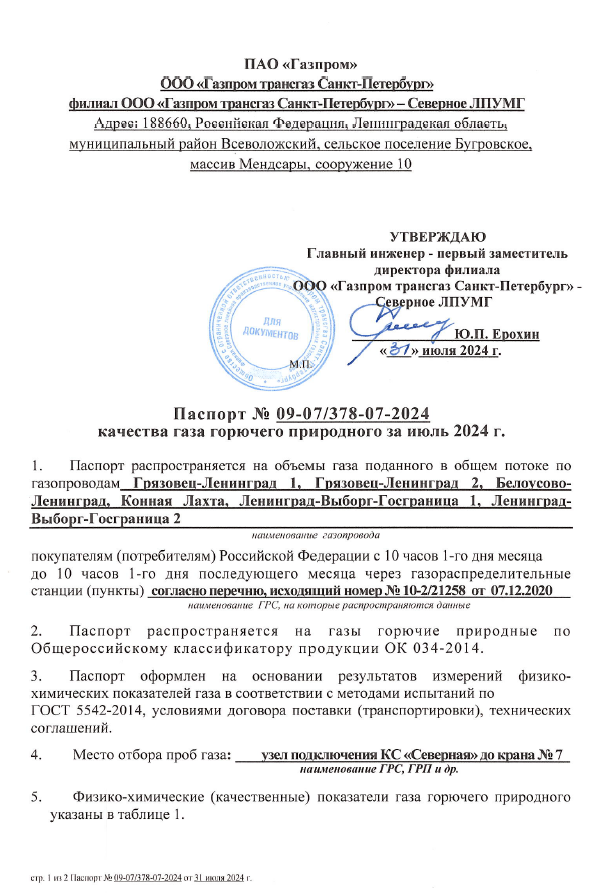 ПАО «Газпром»
ООО «Газпром трансгаз Санкт-Петербург»
филиал ООО «Газпром трансгаз Санкт-Петербург» – Северное ЛПУМГ
Адрес: 188660, Российская Федерация, Ленинградская область,
муниципальный район Всеволожский, сельское поселение Бугровское,
массив Мендсары, сооружение 10
УТВЕРЖДАЮ
Главный инженер - первый заместитель
директора филиала
ООО «Газпром трансгаз Санкт-Петербург» -
Северное ЛПУМГ
Ю.П. Ерохин
« 31 » июля 2024 г.
ДЛЯ
ДОКУМЕНТОВ
М.П.
Паспорт № 09-07/378-07-2024
качества газа горючего природного за июль 2024 г.
1. Паспорт распространяется на объемы газа поданного в общем потоке по
газопроводам Грязовец-Ленинград 1, Грязовец-Ленинград 2, Белоусово-
Ленинград, Конная Лахта, Ленинград-Выборг-Госграница 1, Ленинград-
Выборг-Госграница 2
наименование газопровода
покупателям (потребителям) Российской Федерации с 10 часов 1-го дня месяца
до 10 часов 1-го дня последующего месяца через газораспределительные
станции (пункты) согласно перечню, исходящий номер № 10-2/21258 от 07.12.2020
наименование ГРС, на которые распространяются данные
2. Паспорт распространяется на газы горючие природные по
Общероссийскому классификатору продукции ОК 034-2014.
3. Паспорт оформлен на основании результатов измерений физико-
химических показателей газа в соответствии с методами испытаний по
ГОСТ 5542-2014, условиями договора поставки (транспортировки), технических
соглашений.
4. Место отбора проб газа: узел подключения КС «Северная» до крана № 7
наименование ГРС, ГРП и др.
5. Физико-химические (качественные) показатели газа горючего природного
указаны в таблице 1.
стр. 1 из 2 Паспорт № 09-07/378-07-2024 от 31 июля 2024 г.